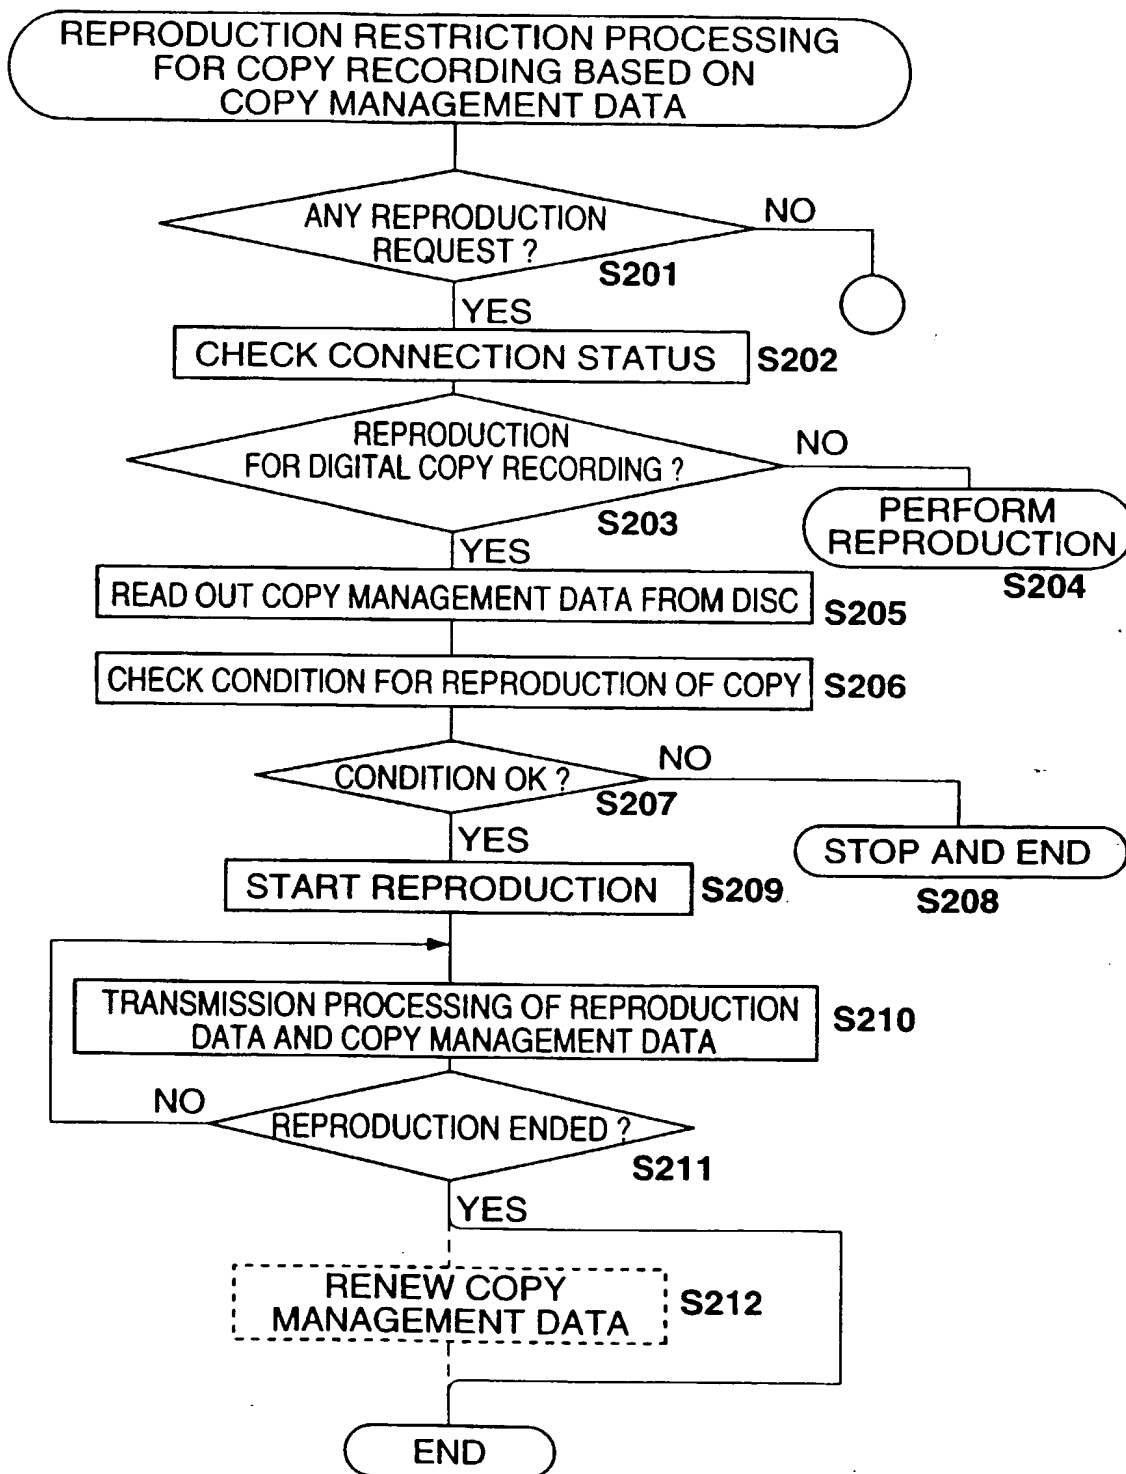 REPRODUCTION RESTRICTION PROCESSING
FOR COPY RECORDING BASED ON
COPY MANAGEMENT DATA
ANY REPRODUCTION
REQUEST ?
S201
NO
YES
CHECK CONNECTION STATUS
S202
REPRODUCTION
FOR DIGITAL COPY RECORDING ?
S203
NO
PERFORM
REPRODUCTION
S204
YES
READ OUT COPY MANAGEMENT DATA FROM DISC
S205
CHECK CONDITION FOR REPRODUCTION OF COPY
S206
CONDITION OK ?
S207
NO
STOP AND END
S208
YES
START REPRODUCTION
S209
TRANSMISSION PROCESSING OF REPRODUCTION
DATA AND COPY MANAGEMENT DATA
S210
NO
REPRODUCTION ENDED ?
S211
YES
RENEW COPY
MANAGEMENT DATA
S212
END